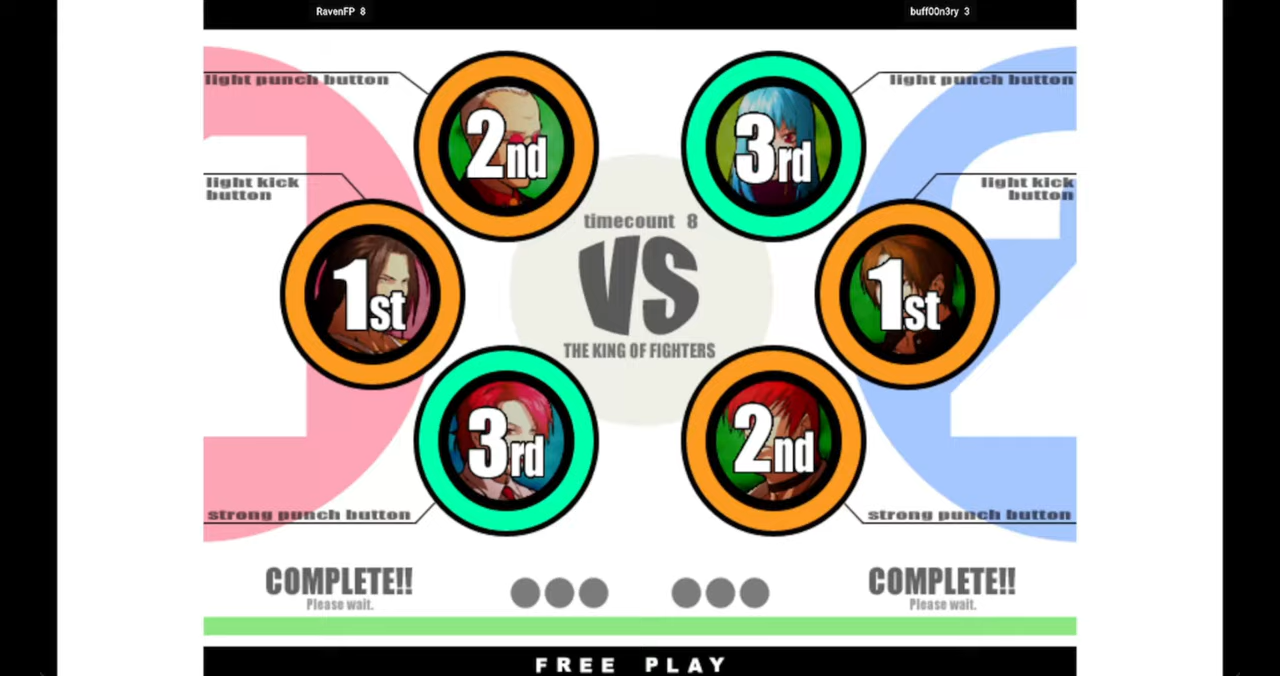 RavenFP 8
buff00n3ry 3
light punch button
2nd
3rd
light punch button
light kick
button
light kick
button
timecount 8
1st
VS
1st
THE KING OF FIGHTERS
3rd
2nd
strong punch button
strong punch button
COMPLETE!!
Please wait.
COMPLETE!!
Please wait.
FREE PLAY